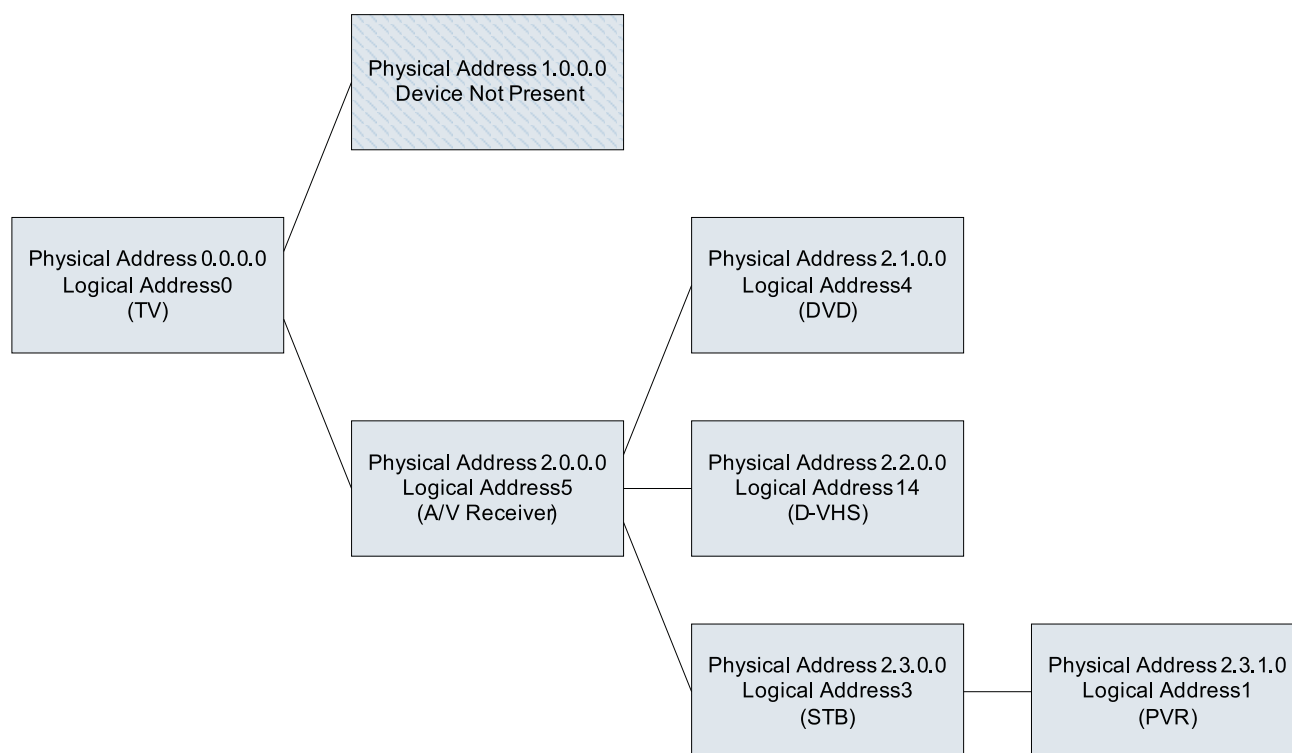 Physical Address 1.0.0.0
Device Not Present
Physical Address 0.0.0.0
Logical Address0
(TV)
Physical Address 2.1.0.0
Logical Address4
(DVD)
Physical Address 2.0.0.0
Logical Address5
(A/V Receiver)
Physical Address 2.2.0.0
Logical Address14
(D-VHS)
Physical Address 2.3.0.0
Logical Address3
(STB)
Physical Address 2.3.1.0
Logical Address1
(PVR)